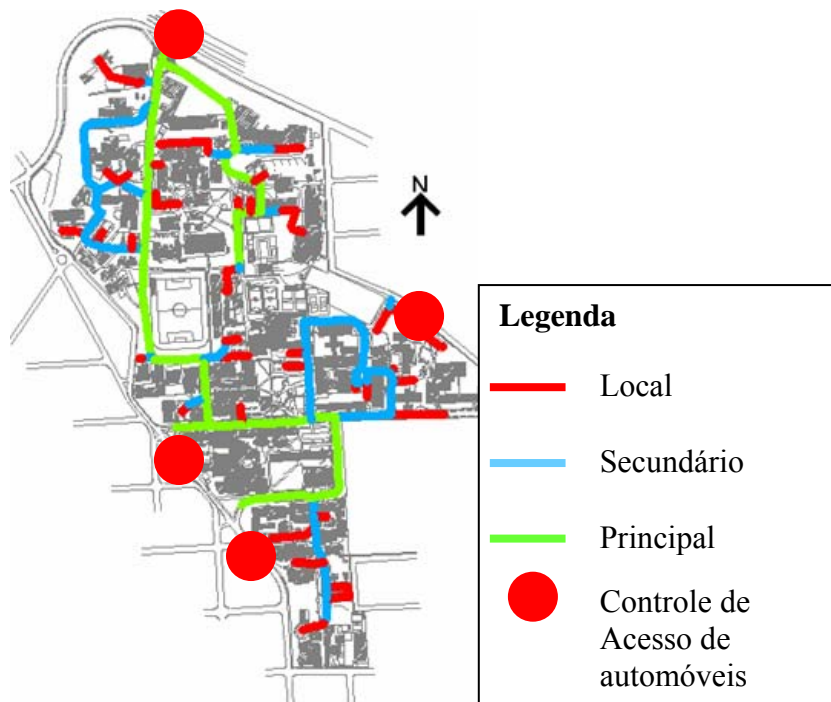 N
Legenda
Local
Secundário
Principal
Controle de
Acesso de
automóveis